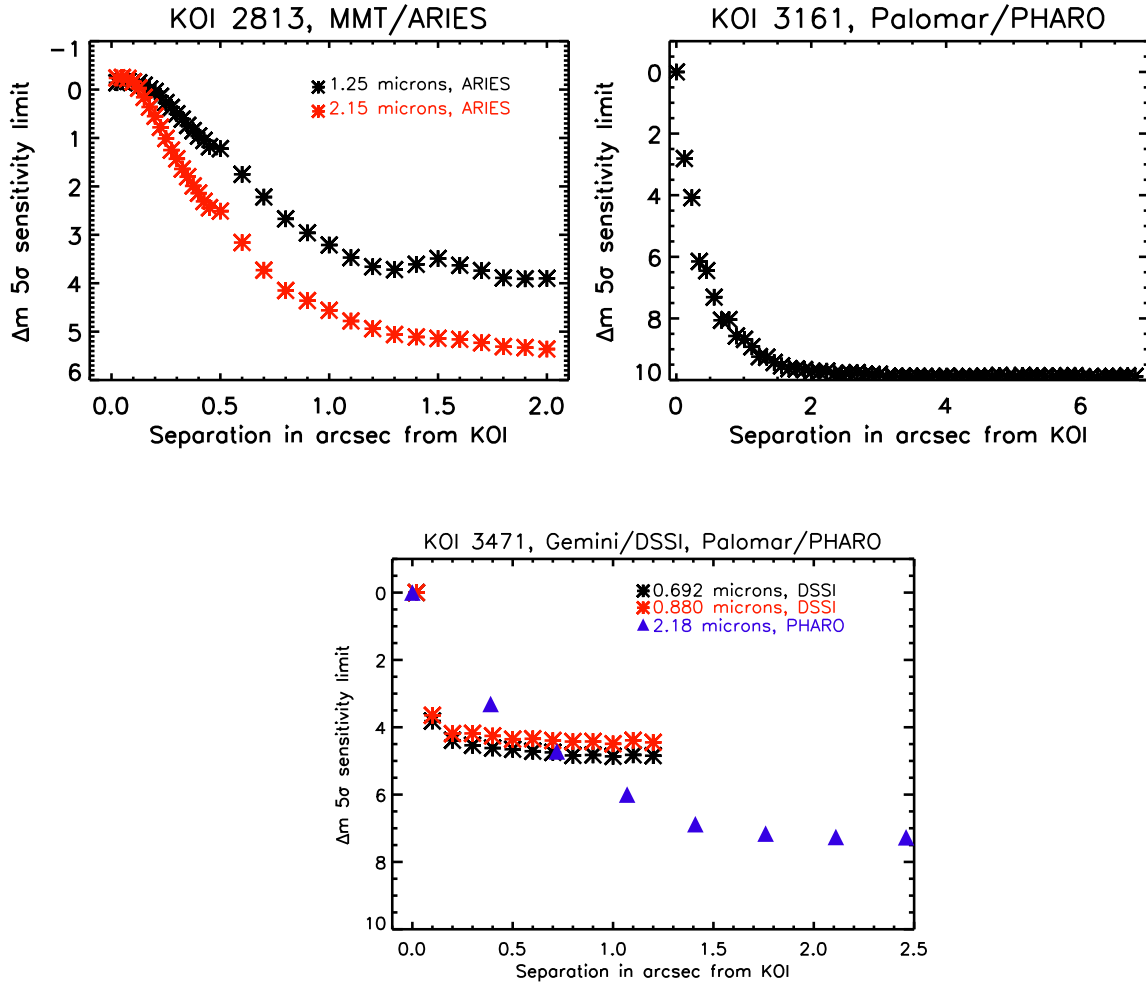 KOI 2813, MMT/ARIES
−1
0
1
2
3
4
5
6
Δm 5σ sensitivity limit
1.25 microns, ARIES
2.15 microns, ARIES
0.0 0.5 1.0 1.5 2.0
Separation in arcsec from KOI
KOI 3161, Palomar/PHARO
0
2
4
6
8
10
Δm 5σ sensitivity limit
0 2 4 6
Separation in arcsec from KOI
KOI 3471, Gemini/DSSI, Palomar/PHARO
0
2
4
6
8
10
Δm 5σ sensitivity limit
0.692 microns, DSSI
0.880 microns, DSSI
2.18 microns, PHARO
0.0 0.5 1.0 1.5 2.0 2.5
Separation in arcsec from KOI